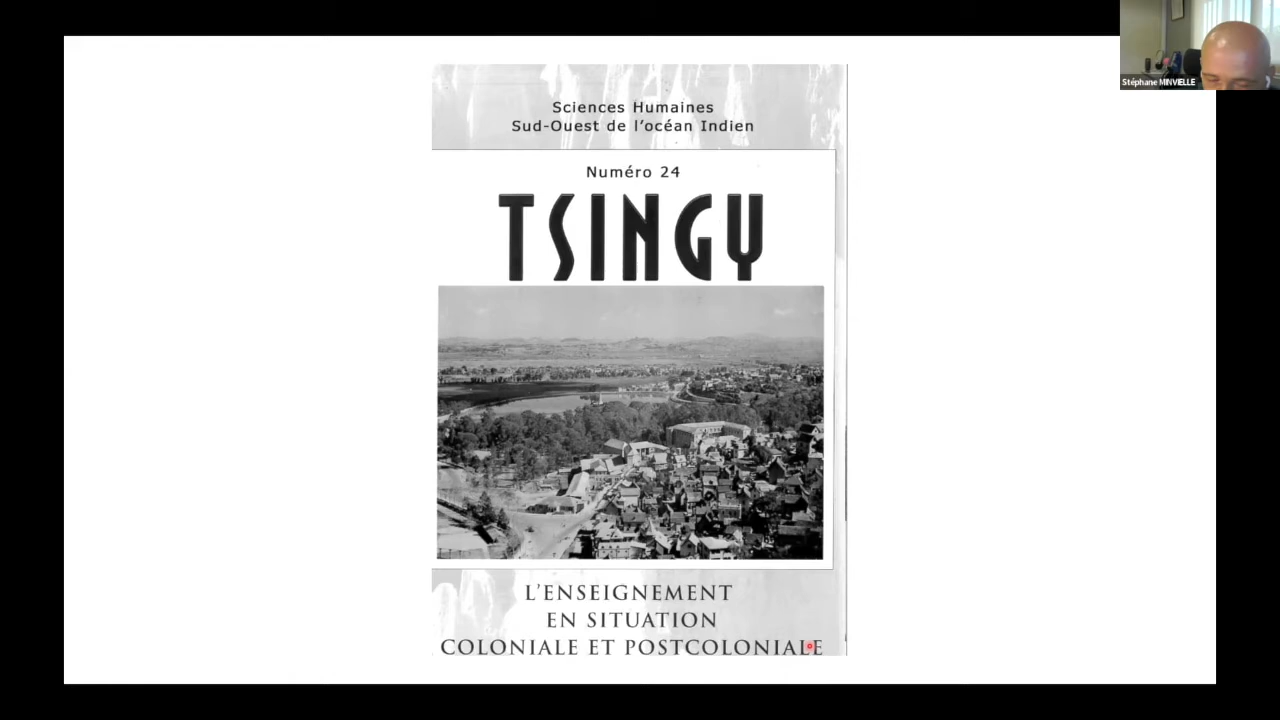 Sciences Humaines
Sud-Ouest de l'océan Indien
Numéro 24
TSINGY
L'ENSEIGNEMENT
EN SITUATION
COLONIALE ET POSTCOLONIALE
Stéphane MINVIELLE